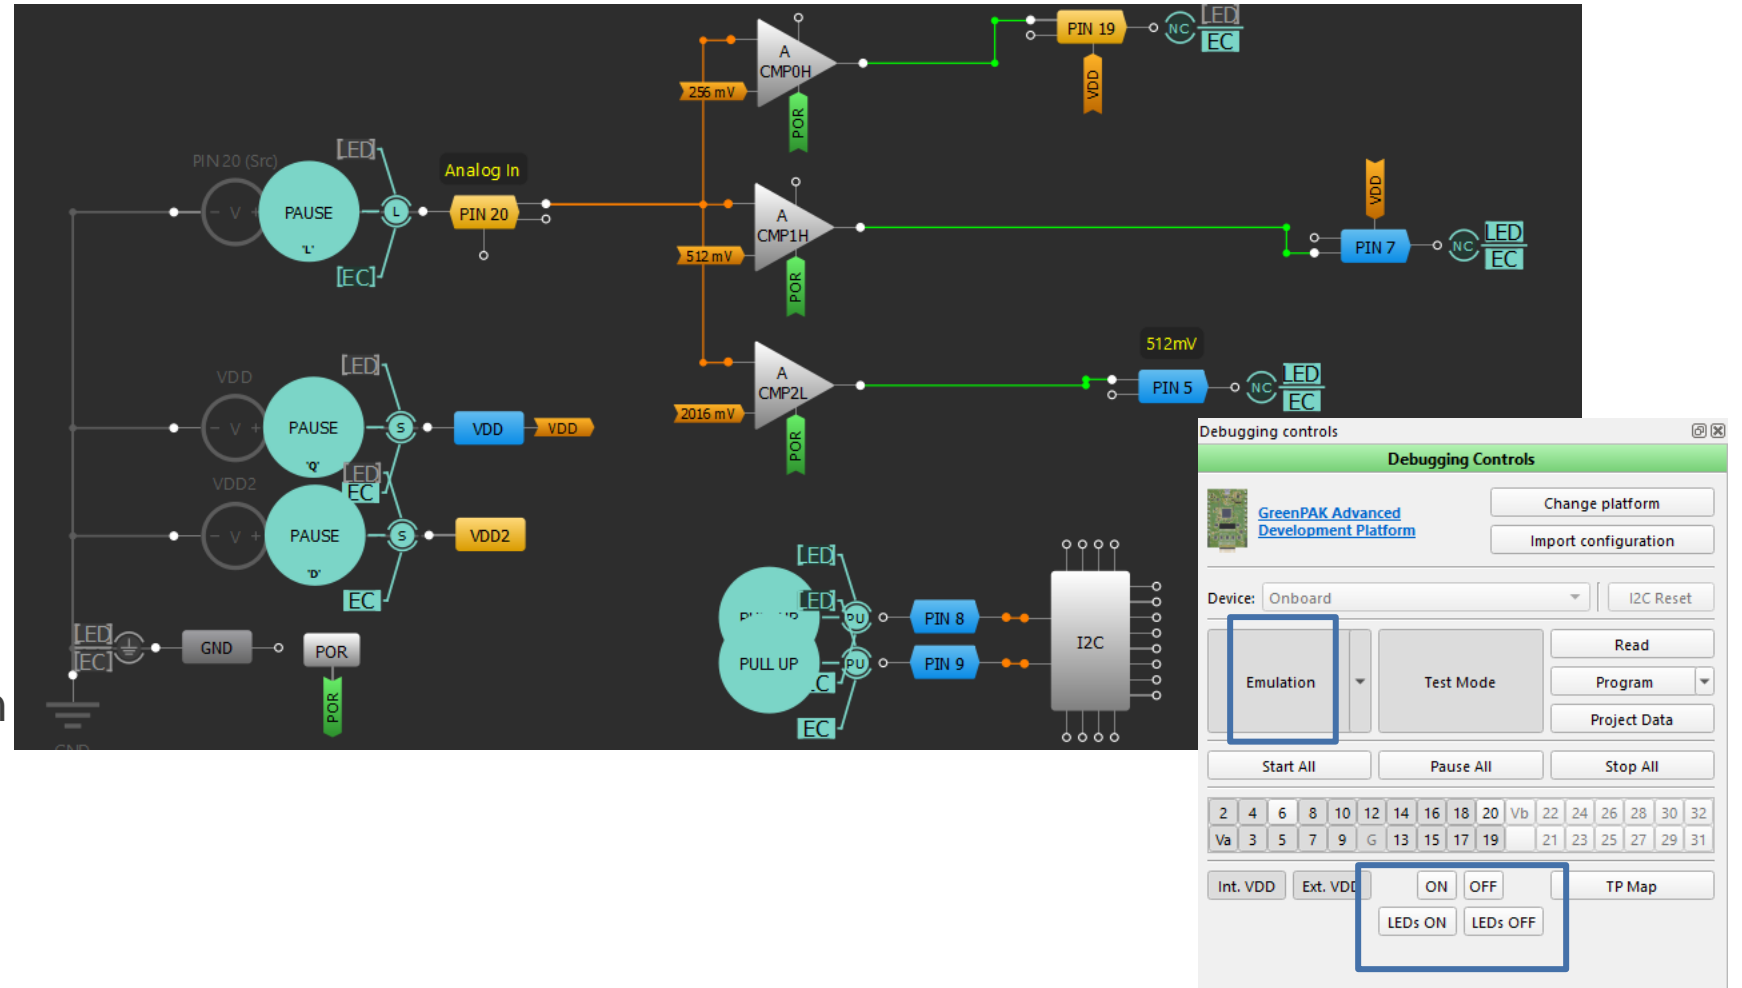 LED
EC
NC
PIN 19
VDD
A
CMP0H
256 mV
POR
PIN20 (Src)
LED
- V +
PAUSE
'L'
L
EC
Analog In
PIN 20
A
CMP1H
512 mV
POR
VDD
PIN 7
NC
LED
EC
512mV
A
CMP2L
2016 mV
POR
PIN 5
NC
LED
EC
VDD
LED
- V +
PAUSE
'Q'
S
VDD
VDD
EC
VDD2
LED
- V +
PAUSE
'D'
S
VDD2
EC
LED
EC
GND
POR
POR
GND
LED
LED
PULL UP
PU
PU
EC
PIN 8
PIN 9
I2C
Debugging controls
Debugging Controls
GreenPAK Advanced
Development Platform
Change platform
Import configuration
Device: Onboard I2C Reset
Emulation Test Mode
Read
Program
Project Data
Start All Pause All Stop All
2 4 6 8 10 12 14 16 18 20 Vb 22 24 26 28 30 32
Va 3 5 7 9 G 13 15 17 19 21 23 25 27 29 31
Int. VDD Ext. VDD ON OFF TP Map
LEDs ON LEDs OFF